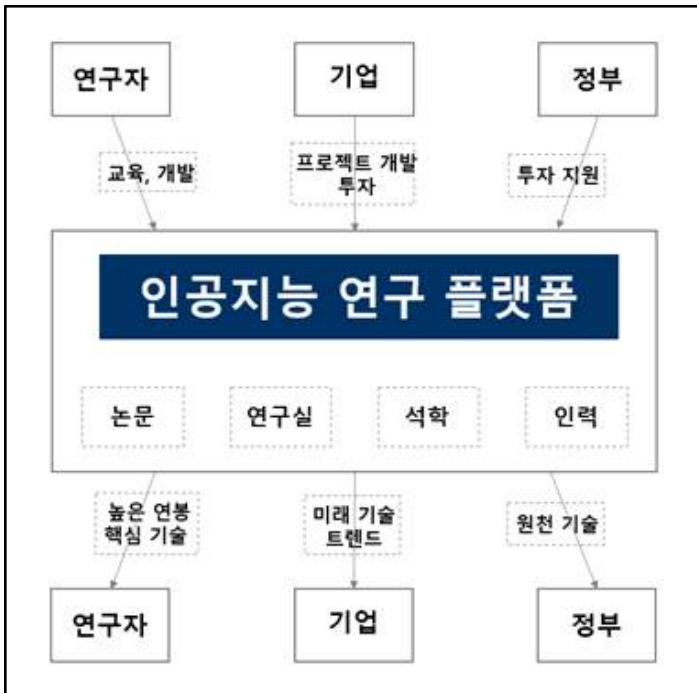 연구자
기업
정부
교육, 개발
프로젝트 개발
투자
투자 지원
인공지능 연구 플랫폼
논문
연구실
석학
인력
높은 연봉
핵심 기술
미래 기술
트렌드
원천 기술
연구자
기업
정부